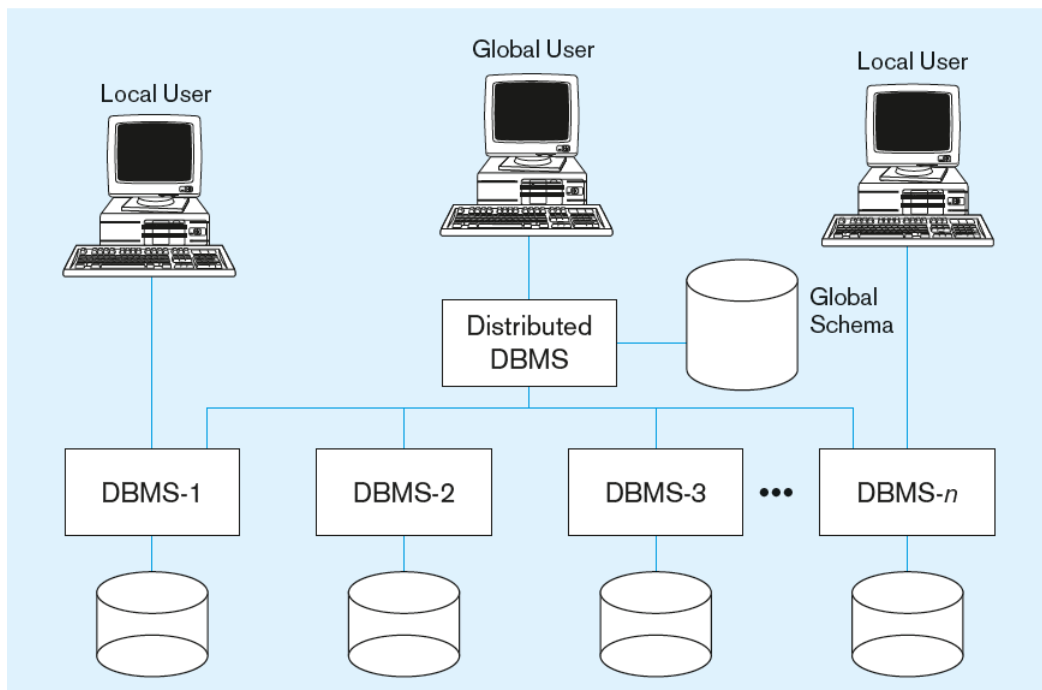 Global User
Local User
Local User
Distributed
DBMS
Global
Schema
DBMS-1
DBMS-2
DBMS-3
•••
DBMS-n